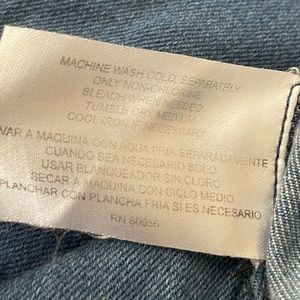 MACHINE WASH COLD, SEPARATELY
ONLY NON-CHLORINE
BLEACH WHEN NEEDED
TUMBLE DRY MEDIUM
COOL IRON IF NECESSARY
VAR A MAQUINA CON AGUA FRIA SEPARADAMENTE
CUANDO SEA NECESARIO SOLO
USAR BLANQUEADOR SIN CLORO
SECAR A MAQUINA CON CICLO MEDIO
PLANCHAR CON PLANCHA FRIA SI ES NECESARIO
RN